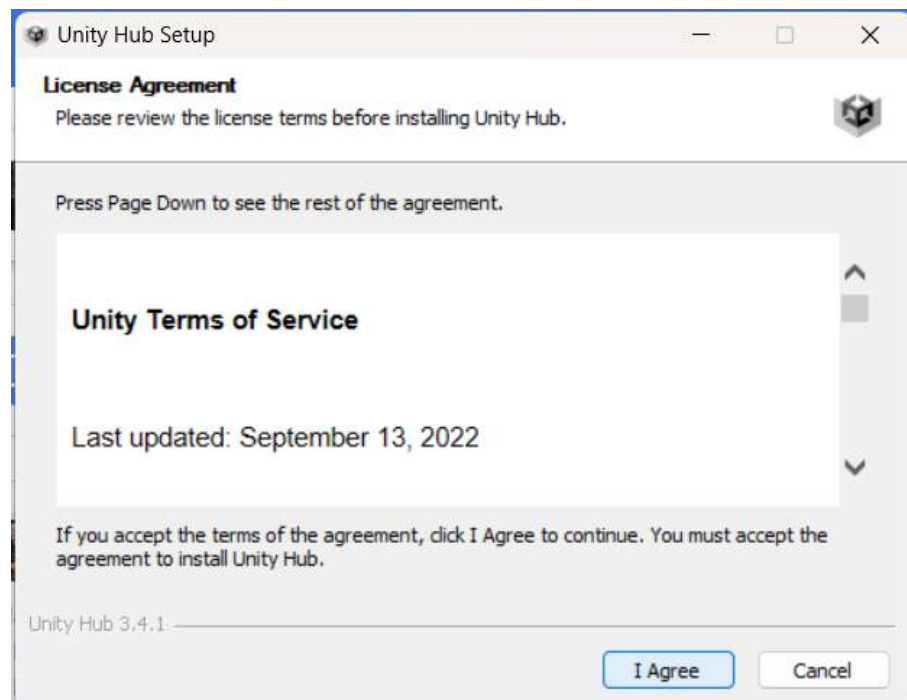 Unity Hub Setup
License Agreement
Please review the license terms before installing Unity Hub.
Press Page Down to see the rest of the agreement.
Unity Terms of Service
Last updated: September 13, 2022
If you accept the terms of the agreement, click I Agree to continue. You must accept the
agreement to install Unity Hub.
Unity Hub 3.4.1
I Agree
Cancel